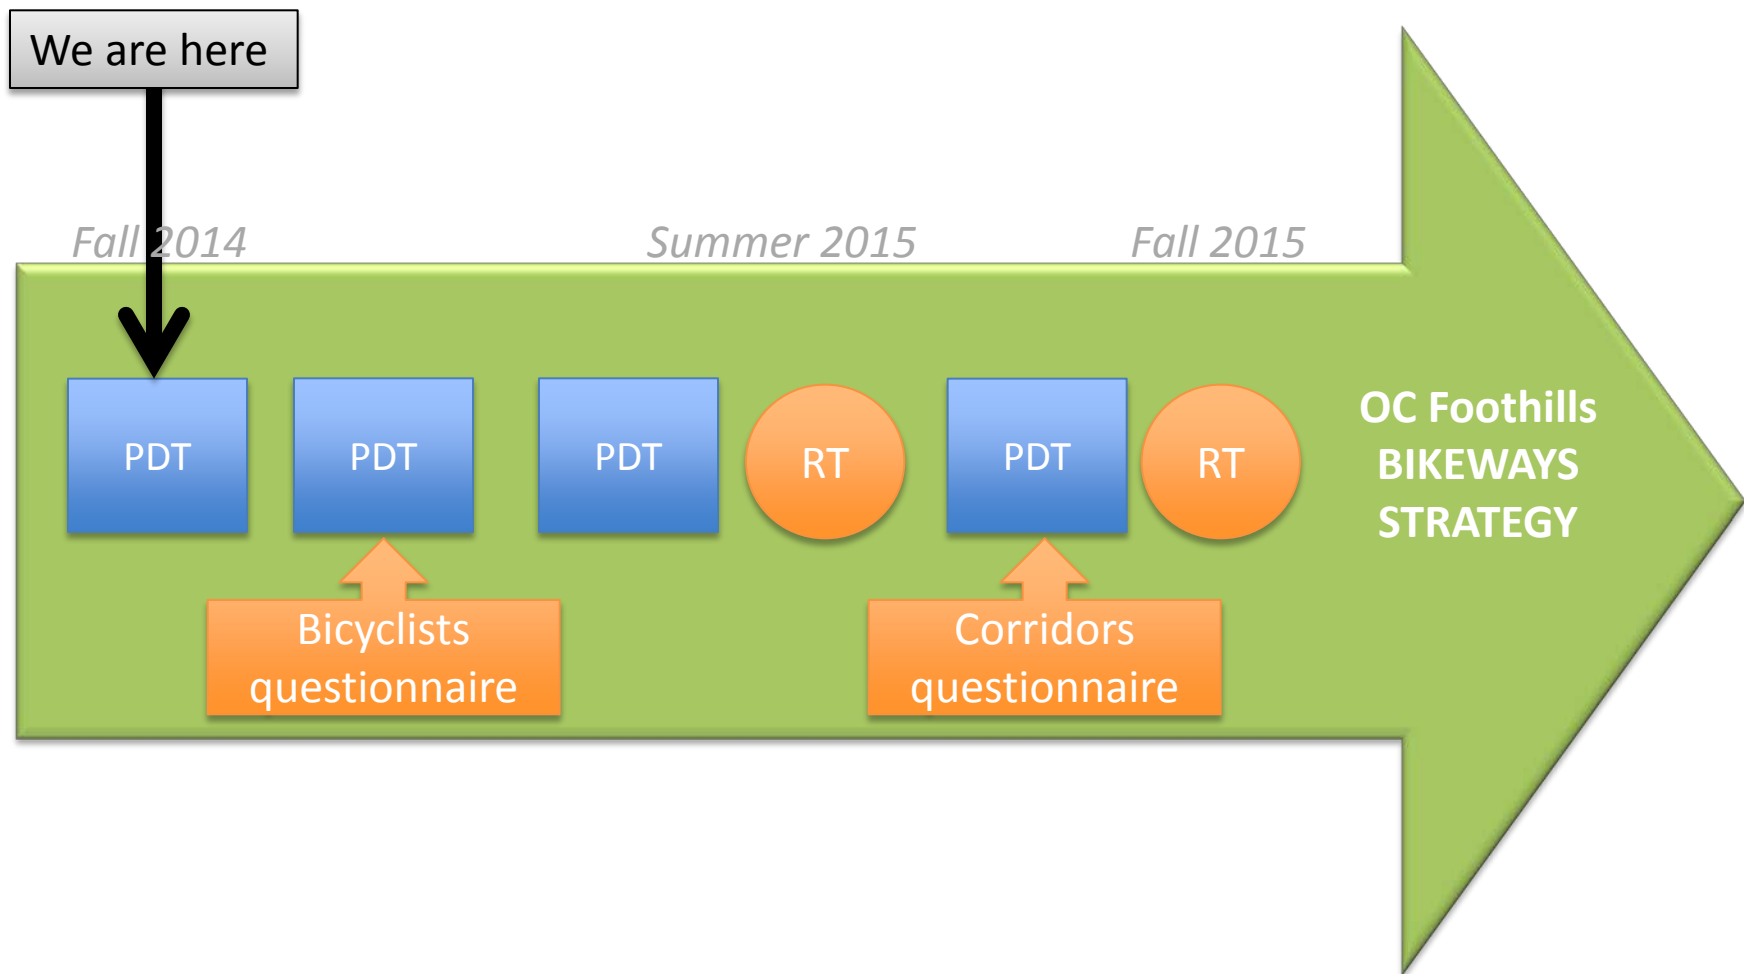 We are here
Fall 2014
Summer 2015
Fall 2015
PDT
PDT
PDT
RT
PDT
RT
OC Foothills
BIKEWAYS
STRATEGY
Bicyclists
questionnaire
Corridors
questionnaire